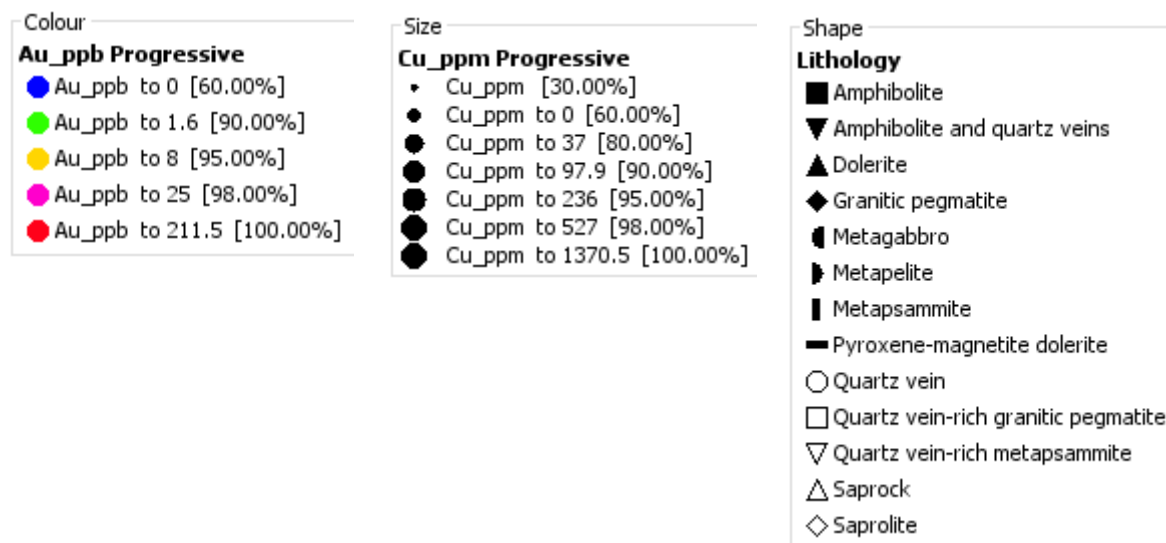 Colour
Au_ppb Progressive
Au_ppb to 0 [60.00%]
Au_ppb to 1.6 [90.00%]
Au_ppb to 8 [95.00%]
Au_ppb to 25 [98.00%]
Au_ppb to 211.5 [100.00%]
Size
Cu_ppm Progressive
Cu_ppm [30.00%]
Cu_ppm to 0 [60.00%]
Cu_ppm to 37 [80.00%]
Cu_ppm to 97.9 [90.00%]
Cu_ppm to 236 [95.00%]
Cu_ppm to 527 [98.00%]
Cu_ppm to 1370.5 [100.00%]
Shape
Lithology
Amphibolite
Amphibolite and quartz veins
Dolerite
Granitic pegmatite
Metagabbro
Metapelite
Metapsammite
Pyroxene-magnetite dolerite
Quartz vein
Quartz vein-rich granitic pegmatite
Quartz vein-rich metapsammite
Saprock
Saprolite